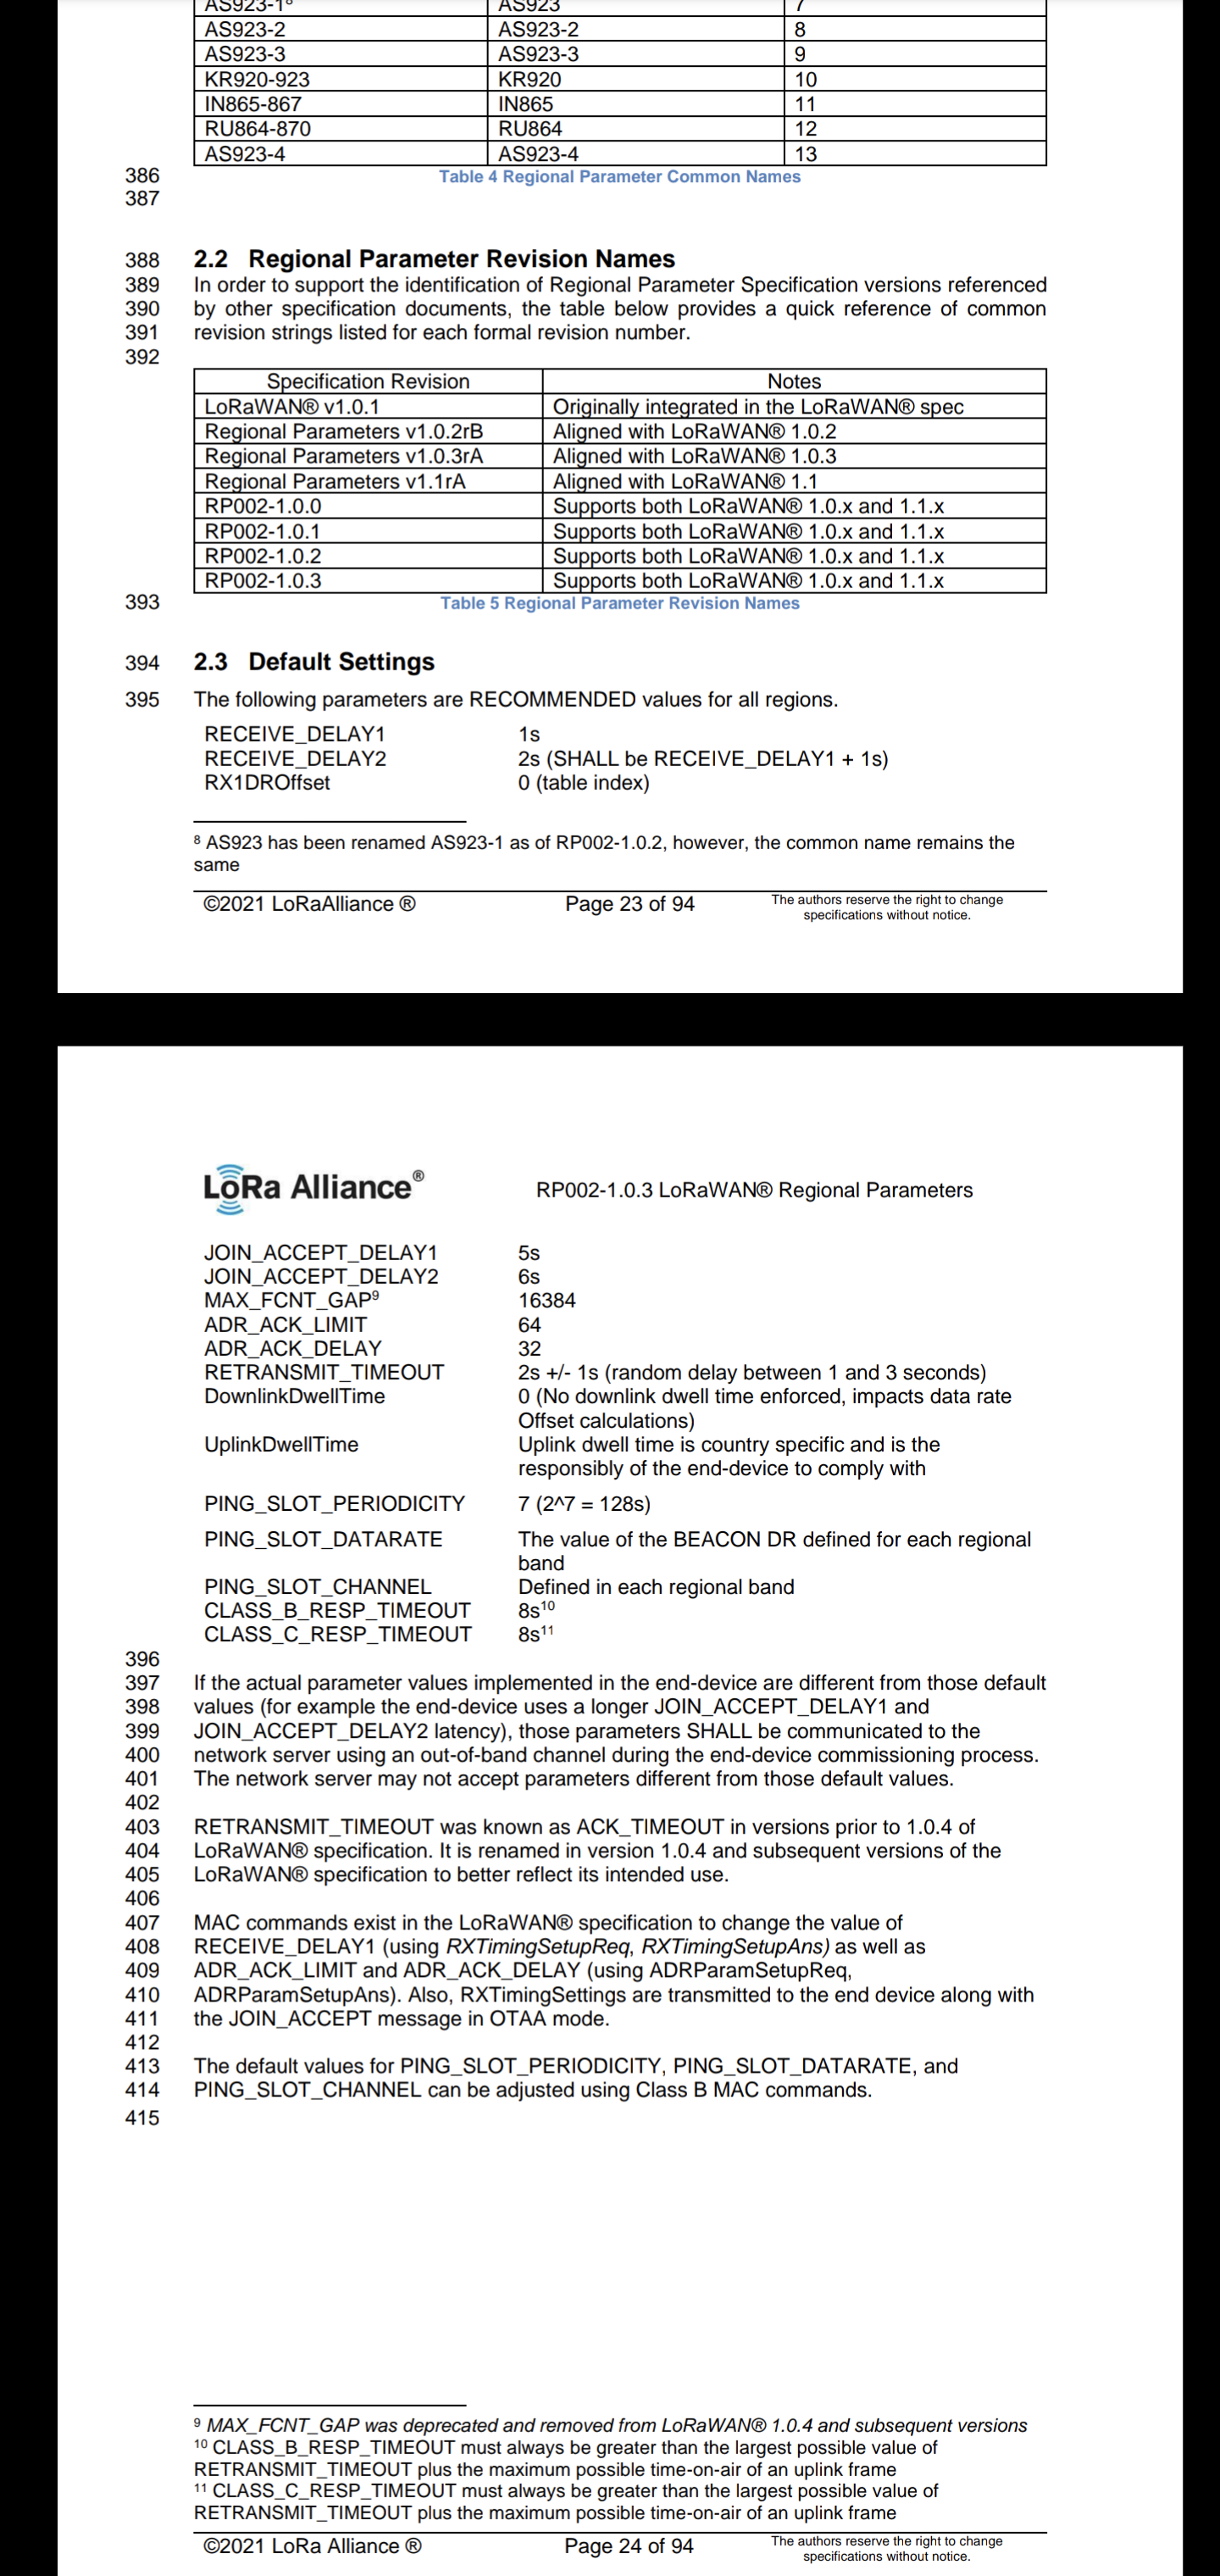 AS923-1⁸ AS923 7
AS923-2 AS923-2 8
AS923-3 AS923-3 9
KR920-923 KR920 10
IN865-867 IN865 11
RU864-870 RU864 12
AS923-4 AS923-4 13
386 Table 4 Regional Parameter Common Names
387
388 2.2 Regional Parameter Revision Names
389 In order to support the identification of Regional Parameter Specification versions referenced
390 by other specification documents, the table below provides a quick reference of common
391 revision strings listed for each formal revision number.
392
Specification Revision Notes
LoRaWAN® v1.0.1 Originally integrated in the LoRaWAN® spec
Regional Parameters v1.0.2rB Aligned with LoRaWAN® 1.0.2
Regional Parameters v1.0.3rA Aligned with LoRaWAN® 1.0.3
Regional Parameters v1.1rA Aligned with LoRaWAN® 1.1
RP002-1.0.0 Supports both LoRaWAN® 1.0.x and 1.1.x
RP002-1.0.1 Supports both LoRaWAN® 1.0.x and 1.1.x
RP002-1.0.2 Supports both LoRaWAN® 1.0.x and 1.1.x
RP002-1.0.3 Supports both LoRaWAN® 1.0.x and 1.1.x
393 Table 5 Regional Parameter Revision Names
394 2.3 Default Settings
395 The following parameters are RECOMMENDED values for all regions.
RECEIVE_DELAY1 1s
RECEIVE_DELAY2 2s (SHALL be RECEIVE_DELAY1 + 1s)
RX1DROffset 0 (table index)
⁸ AS923 has been renamed AS923-1 as of RP002-1.0.2, however, the common name remains the
same
©2021 LoRaAlliance ® Page 23 of 94 The authors reserve the right to change
specifications without notice.
LoRa Alliance® RP002-1.0.3 LoRaWAN® Regional Parameters
JOIN_ACCEPT_DELAY1 5s
JOIN_ACCEPT_DELAY2 6s
MAX_FCNT_GAP⁹ 16384
ADR_ACK_LIMIT 64
ADR_ACK_DELAY 32
RETRANSMIT_TIMEOUT 2s +/- 1s (random delay between 1 and 3 seconds)
DownlinkDwellTime 0 (No downlink dwell time enforced, impacts data rate
Offset calculations)
UplinkDwellTime Uplink dwell time is country specific and is the
responsibly of the end-device to comply with
PING_SLOT_PERIODICITY 7 (2^7 = 128s)
PING_SLOT_DATARATE The value of the BEACON DR defined for each regional
band
PING_SLOT_CHANNEL Defined in each regional band
CLASS_B_RESP_TIMEOUT 8s¹⁰
CLASS_C_RESP_TIMEOUT 8s¹¹
396
397 If the actual parameter values implemented in the end-device are different from those default
398 values (for example the end-device uses a longer JOIN_ACCEPT_DELAY1 and
399 JOIN_ACCEPT_DELAY2 latency), those parameters SHALL be communicated to the
400 network server using an out-of-band channel during the end-device commissioning process.
401 The network server may not accept parameters different from those default values.
402
403 RETRANSMIT_TIMEOUT was known as ACK_TIMEOUT in versions prior to 1.0.4 of
404 LoRaWAN® specification. It is renamed in version 1.0.4 and subsequent versions of the
405 LoRaWAN® specification to better reflect its intended use.
406
407 MAC commands exist in the LoRaWAN® specification to change the value of
408 RECEIVE_DELAY1 (using RXTimingSetupReq, RXTimingSetupAns) as well as
409 ADR_ACK_LIMIT and ADR_ACK_DELAY (using ADRParamSetupReq,
410 ADRParamSetupAns). Also, RXTimingSettings are transmitted to the end device along with
411 the JOIN_ACCEPT message in OTAA mode.
412
413 The default values for PING_SLOT_PERIODICITY, PING_SLOT_DATARATE, and
414 PING_SLOT_CHANNEL can be adjusted using Class B MAC commands.
415
⁹ MAX_FCNT_GAP was deprecated and removed from LoRaWAN® 1.0.4 and subsequent versions
¹⁰ CLASS_B_RESP_TIMEOUT must always be greater than the largest possible value of
RETRANSMIT_TIMEOUT plus the maximum possible time-on-air of an uplink frame
¹¹ CLASS_C_RESP_TIMEOUT must always be greater than the largest possible value of
RETRANSMIT_TIMEOUT plus the maximum possible time-on-air of an uplink frame
©2021 LoRa Alliance ® Page 24 of 94 The authors reserve the right to change
specifications without notice.